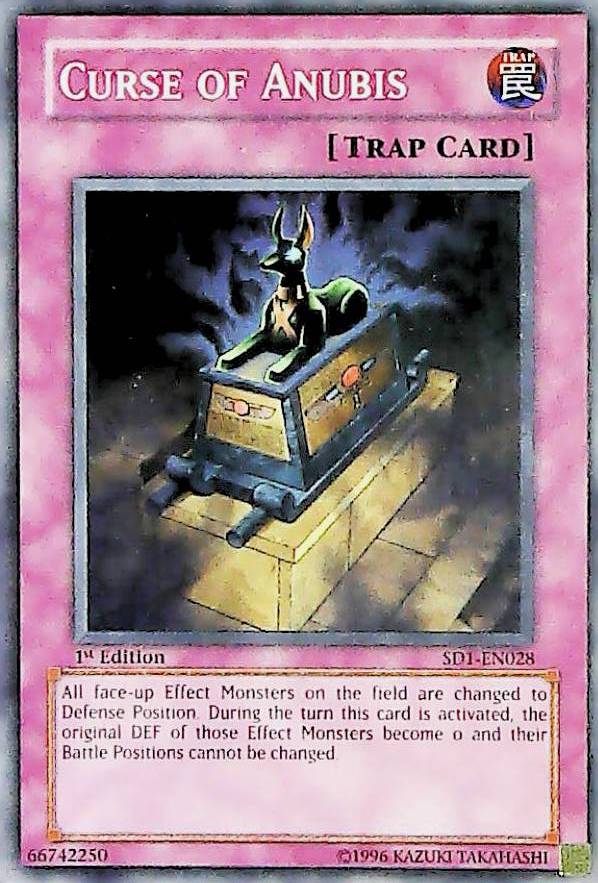 CURSE OF ANUBIS
TRAP
罠
[TRAP CARD]
1st Edition
SD1-EN028
All face-up Effect Monsters on the field are changed to
Defense Position. During the turn this card is activated, the
original DEF of those Effect Monsters become 0 and their
Battle Positions cannot be changed.
66742250
©1996 KAZUKI TAKAHASHI